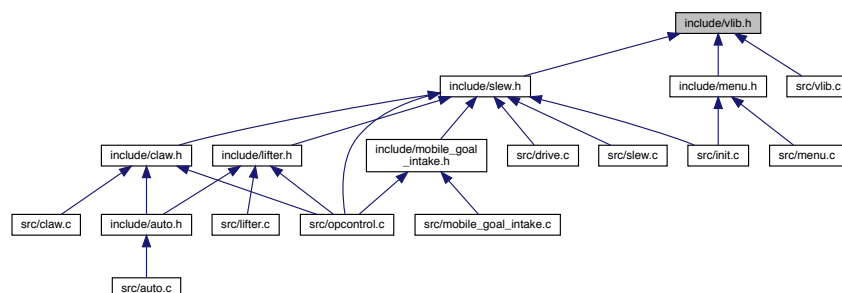 include/vlib.h
include/slew.h
include/menu.h
src/vlib.c
include/claw.h
include/lifter.h
include/mobile_goal
_intake.h
src/drive.c
src/slew.c
src/init.c
src/menu.c
src/claw.c
include/auto.h
src/lifter.c
src/opcontrol.c
src/mobile_goal_intake.c
src/auto.c